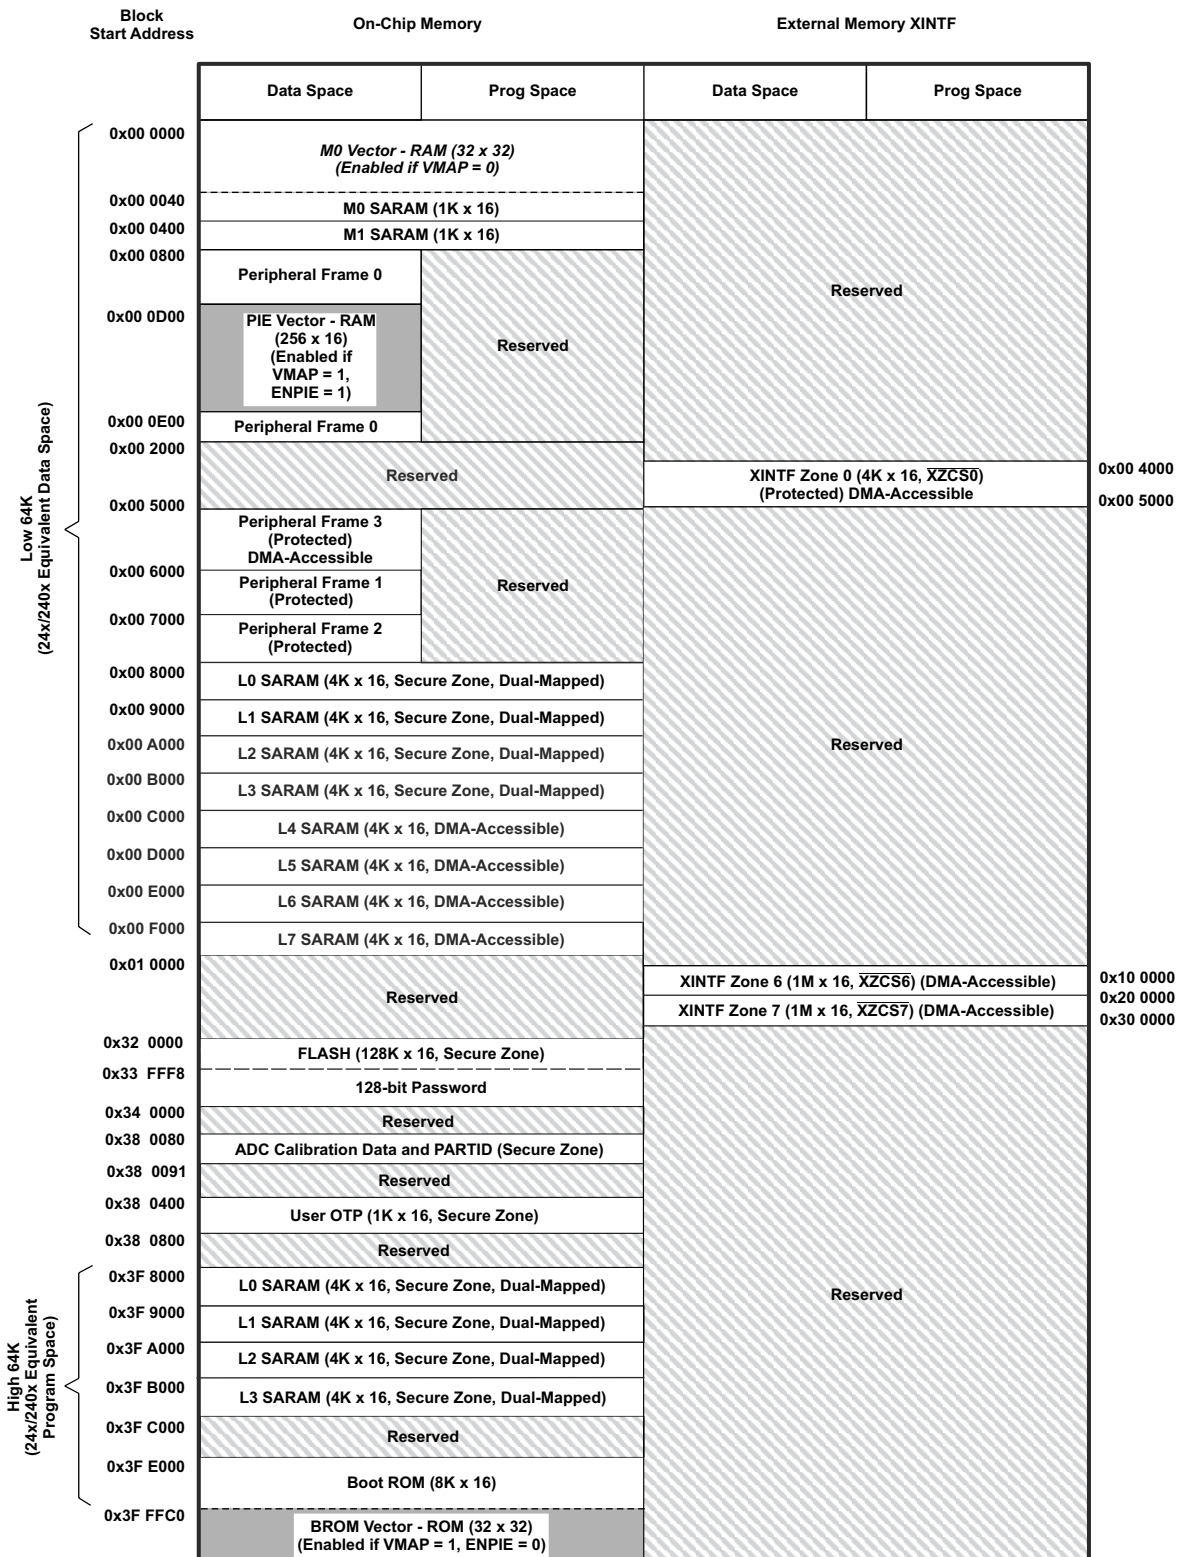 Block
Start Address
On-Chip Memory
External Memory XINTF
Data Space
Prog Space
Data Space
Prog Space
0x00 0000
M0 Vector - RAM (32 x 32)
(Enabled if VMAP = 0)
0x00 0040
M0 SARAM (1K x 16)
0x00 0400
M1 SARAM (1K x 16)
0x00 0800
Peripheral Frame 0
Reserved
0x00 0D00
PIE Vector - RAM
(256 x 16)
(Enabled if
VMAP = 1,
ENPIE = 1)
Reserved
0x00 0E00
Peripheral Frame 0
0x00 2000
Reserved
XINTF Zone 0 (4K x 16, XZCS0)
(Protected) DMA-Accessible
0x00 4000
0x00 5000
0x00 5000
Peripheral Frame 3
(Protected)
DMA-Accessible
Reserved
0x00 6000
Peripheral Frame 1
(Protected)
0x00 7000
Peripheral Frame 2
(Protected)
Low 64K
(24x/240x Equivalent Data Space)
0x00 8000
L0 SARAM (4K x 16, Secure Zone, Dual-Mapped)
0x00 9000
L1 SARAM (4K x 16, Secure Zone, Dual-Mapped)
0x00 A000
L2 SARAM (4K x 16, Secure Zone, Dual-Mapped)
Reserved
0x00 B000
L3 SARAM (4K x 16, Secure Zone, Dual-Mapped)
0x00 C000
L4 SARAM (4K x 16, DMA-Accessible)
0x00 D000
L5 SARAM (4K x 16, DMA-Accessible)
0x00 E000
L6 SARAM (4K x 16, DMA-Accessible)
0x00 F000
L7 SARAM (4K x 16, DMA-Accessible)
0x01 0000
Reserved
XINTF Zone 6 (1M x 16, XZCS6) (DMA-Accessible)
0x10 0000
XINTF Zone 7 (1M x 16, XZCS7) (DMA-Accessible)
0x20 0000
0x30 0000
0x32 0000
FLASH (128K x 16, Secure Zone)
0x33 FFF8
128-bit Password
0x34 0000
Reserved
0x38 0080
ADC Calibration Data and PARTID (Secure Zone)
0x38 0091
Reserved
0x38 0400
User OTP (1K x 16, Secure Zone)
0x38 0800
Reserved
0x3F 8000
L0 SARAM (4K x 16, Secure Zone, Dual-Mapped)
Reserved
0x3F 9000
L1 SARAM (4K x 16, Secure Zone, Dual-Mapped)
0x3F A000
L2 SARAM (4K x 16, Secure Zone, Dual-Mapped)
0x3F B000
L3 SARAM (4K x 16, Secure Zone, Dual-Mapped)
High 64K
(24x/240x Equivalent
Program Space)
0x3F C000
Reserved
0x3F E000
Boot ROM (8K x 16)
0x3F FFC0
BROM Vector - ROM (32 x 32)
(Enabled if VMAP = 1, ENPIE = 0)